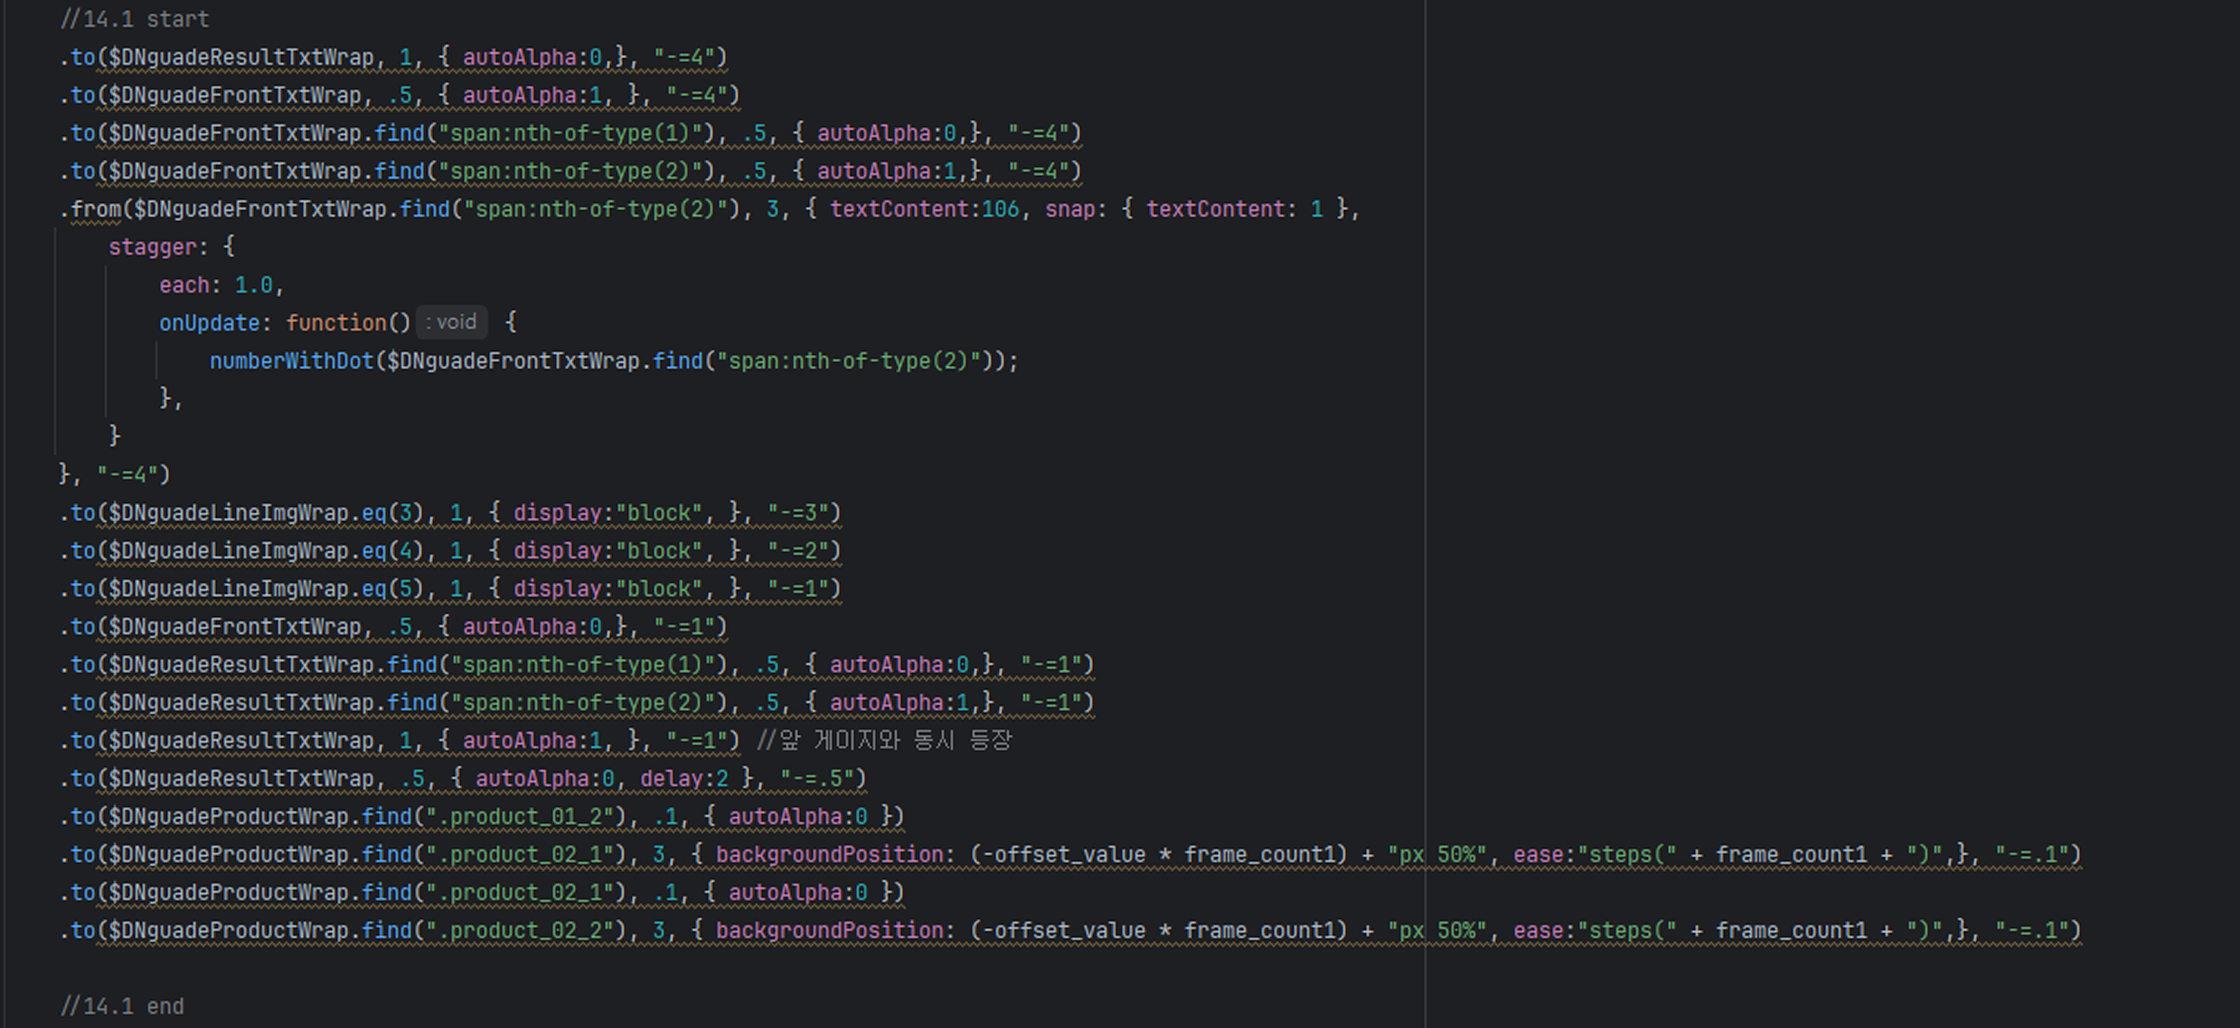 //14.1 start
.to($DNguadeResultTxtWrap, 1, { autoAlpha:0,}, "-=4")
.to($DNguadeFrontTxtWrap, .5, { autoAlpha:1, }, "-=4")
.to($DNguadeFrontTxtWrap.find("span:nth-of-type(1)"), .5, { autoAlpha:0,}, "-=4")
.to($DNguadeFrontTxtWrap.find("span:nth-of-type(2)"), .5, { autoAlpha:1,}, "-=4")
.from($DNguadeFrontTxtWrap.find("span:nth-of-type(2)"), 3, { textContent:106, snap: { textContent: 1 },
stagger: {
each: 1.0,
onUpdate: function() : void {
numberWithDot($DNguadeFrontTxtWrap.find("span:nth-of-type(2)"));
},
}
}, "-=4")
.to($DNguadeLineImgWrap.eq(3), 1, { display:"block", }, "-=3")
.to($DNguadeLineImgWrap.eq(4), 1, { display:"block", }, "-=2")
.to($DNguadeLineImgWrap.eq(5), 1, { display:"block", }, "-=1")
.to($DNguadeFrontTxtWrap, .5, { autoAlpha:0,}, "-=1")
.to($DNguadeResultTxtWrap.find("span:nth-of-type(1)"), .5, { autoAlpha:0,}, "-=1")
.to($DNguadeResultTxtWrap.find("span:nth-of-type(2)"), .5, { autoAlpha:1,}, "-=1")
.to($DNguadeResultTxtWrap, 1, { autoAlpha:1, }, "-=1") //앞 게이지와 동시 등장
.to($DNguadeResultTxtWrap, .5, { autoAlpha:0, delay:2 }, "-=.5")
.to($DNguadeProductWrap.find(".product_01_2"), .1, { autoAlpha:0 })
.to($DNguadeProductWrap.find(".product_02_1"), 3, { backgroundPosition: (-offset_value * frame_count1) + "px 50%", ease:"steps(" + frame_count1 + ")",}, "-=.1")
.to($DNguadeProductWrap.find(".product_02_1"), .1, { autoAlpha:0 })
.to($DNguadeProductWrap.find(".product_02_2"), 3, { backgroundPosition: (-offset_value * frame_count1) + "px 50%", ease:"steps(" + frame_count1 + ")",}, "-=.1")
//14.1 end